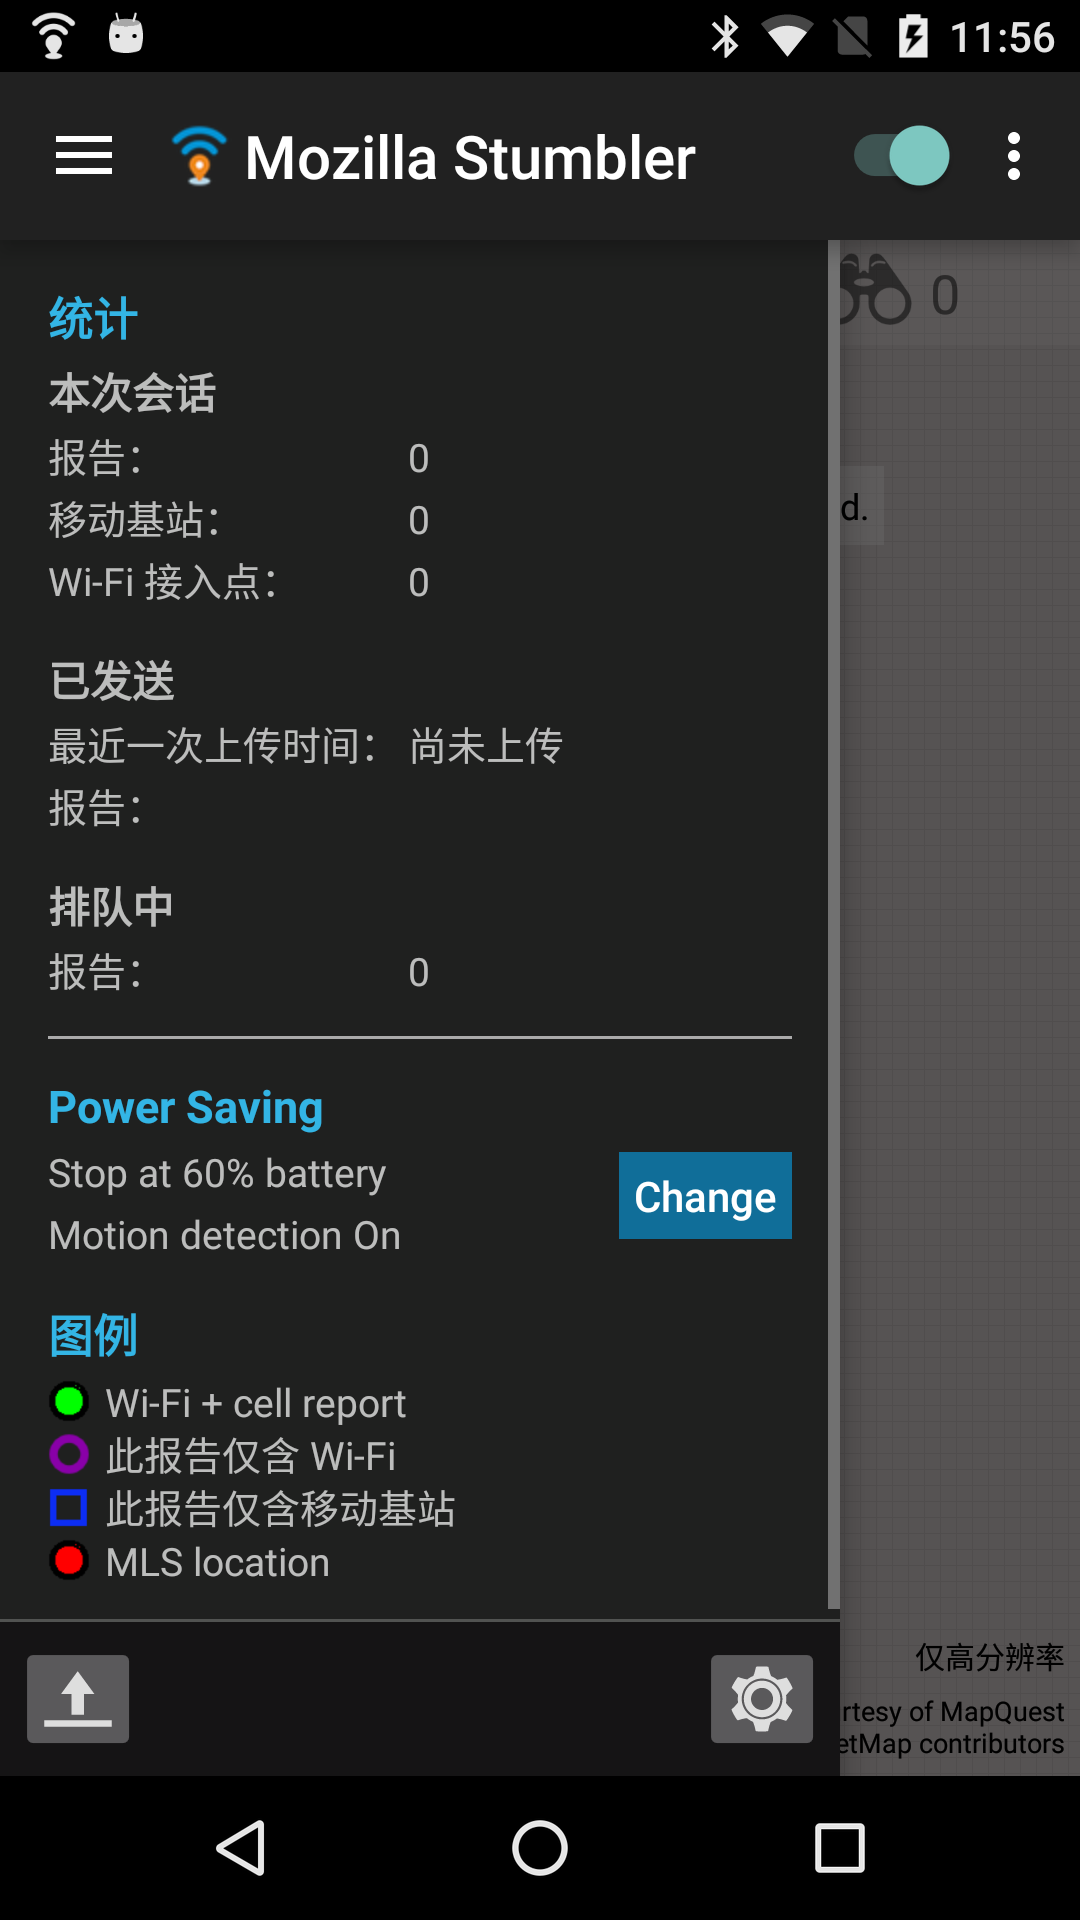 11:56
Mozilla Stumbler
0
统计
本次会话
报告： 0
移动基站： 0
d.
Wi-Fi 接入点： 0
已发送
最近一次上传时间： 尚未上传
报告：
排队中
报告： 0
Power Saving
Stop at 60% battery
Change
Motion detection On
图例
Wi-Fi + cell report
此报告仅含 Wi-Fi
此报告仅含移动基站
MLS location
仅高分辨率
rtesy of MapQuest
etMap contributors